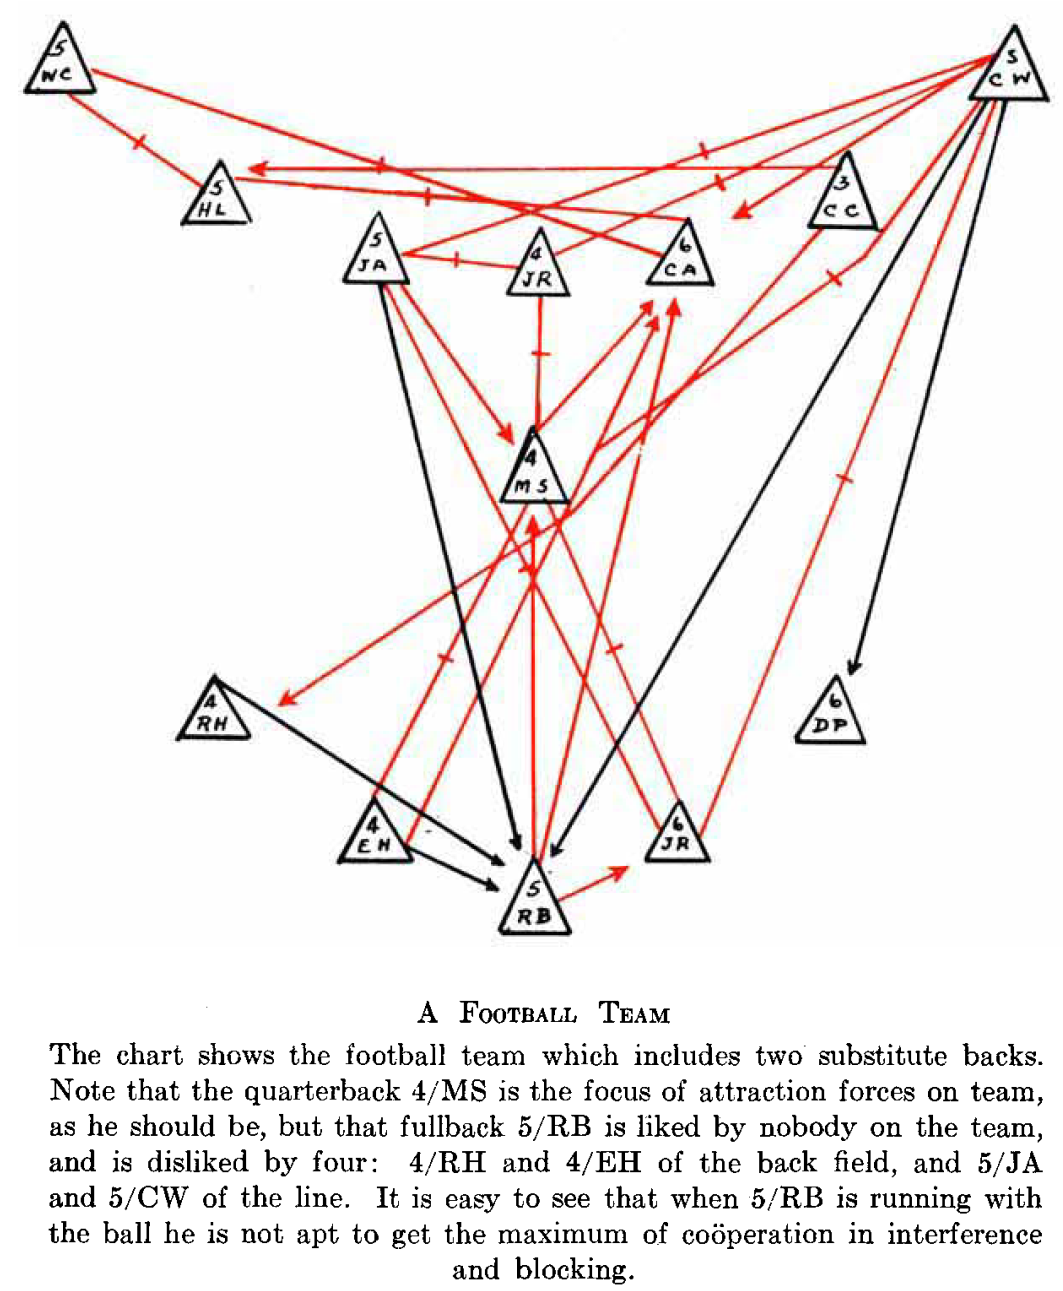 5
WC
5
CW
5
HL
3
CC
5
JA
4
JR
6
CA
4
MS
4
RH
6
DP
4
EH
6
JR
5
RB
A FOOTBALL TEAM
The chart shows the football team which includes two substitute backs.
Note that the quarterback 4/MS is the focus of attraction forces on team,
as he should be, but that fullback 5/RB is liked by nobody on the team,
and is disliked by four: 4/RH and 4/EH of the back field, and 5/JA
and 5/CW of the line. It is easy to see that when 5/RB is running with
the ball he is not apt to get the maximum of coöperation in interference
and blocking.